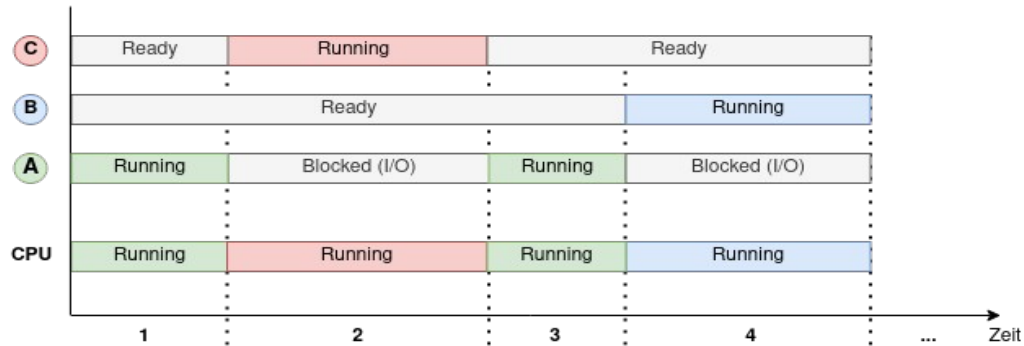 C Ready Running Ready
B Ready Running
A Running Blocked (I/O) Running Blocked (I/O)
CPU Running Running Running Running
1 2 3 4 ... Zeit